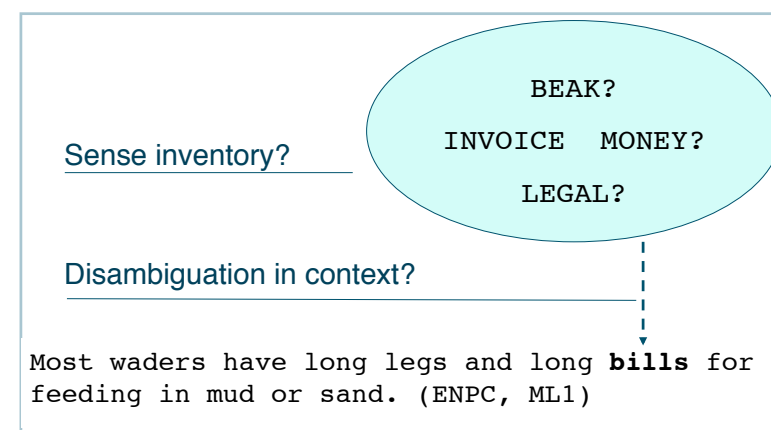 BEAK?
Sense inventory?
INVOICE MONEY?
LEGAL?
Disambiguation in context?
Most waders have long legs and long bills for
feeding in mud or sand. (ENPC, ML1)